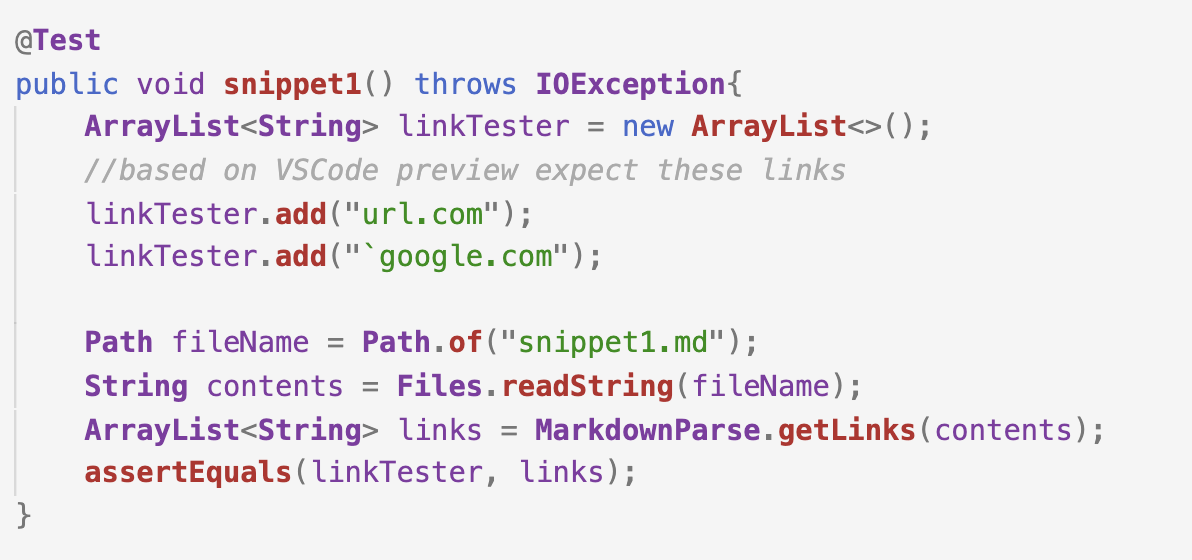 @Test
public void snippet1() throws IOException{
    ArrayList<String> linkTester = new ArrayList<>();
    //based on VSCode preview expect these links
    linkTester.add("url.com");
    linkTester.add("`google.com");

    Path fileName = Path.of("snippet1.md");
    String contents = Files.readString(fileName);
    ArrayList<String> links = MarkdownParse.getLinks(contents);
    assertEquals(linkTester, links);
}